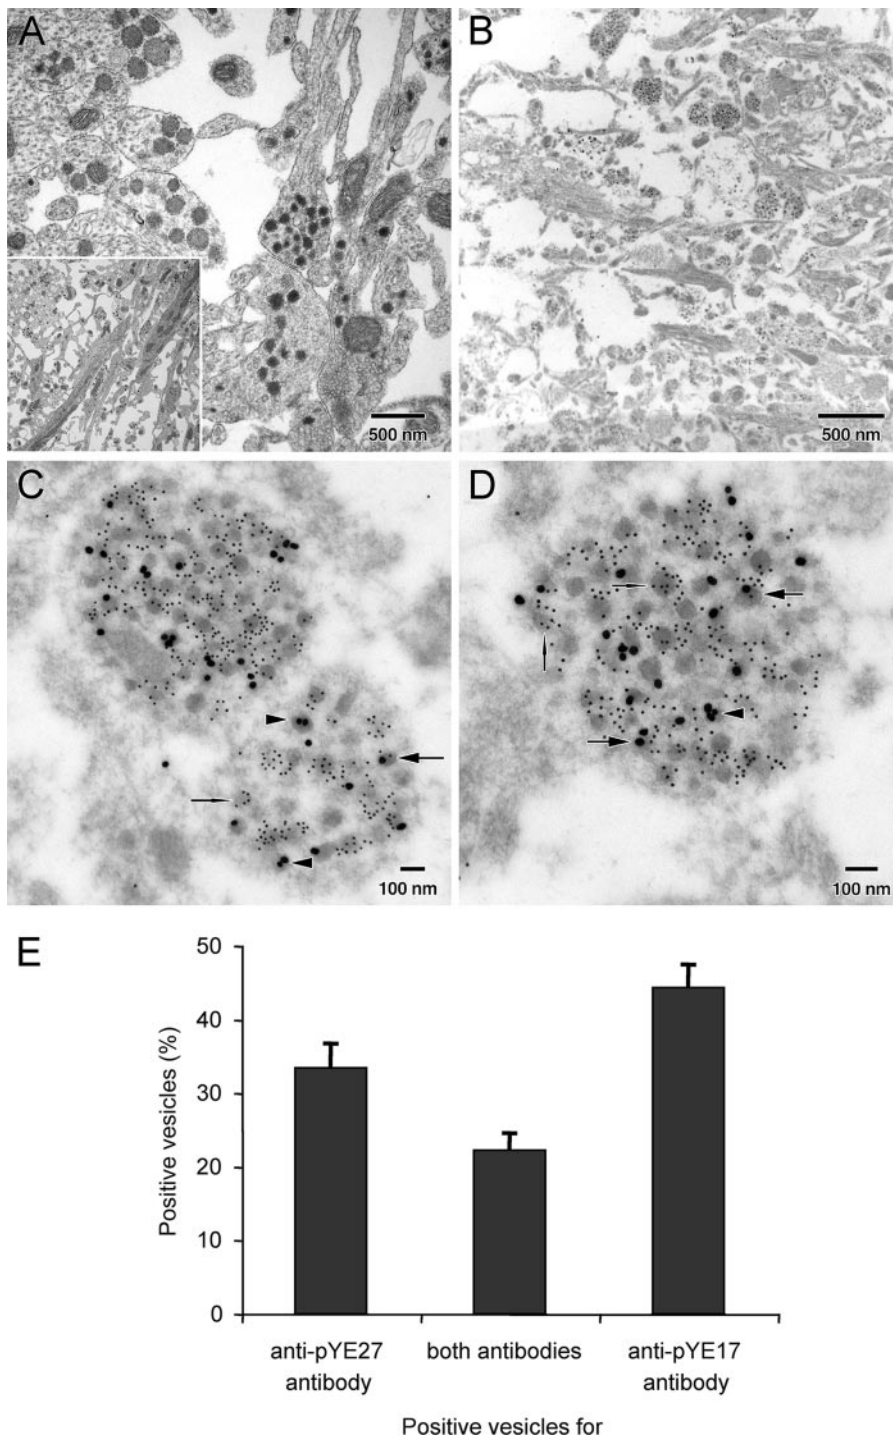 A
B
500 nm
500 nm
C
D
100 nm
100 nm
E
Positive vesicles (%)
50
40
30
20
10
0
anti-pYE27
antibody
both antibodies
anti-pYE17
antibody
Positive vesicles for